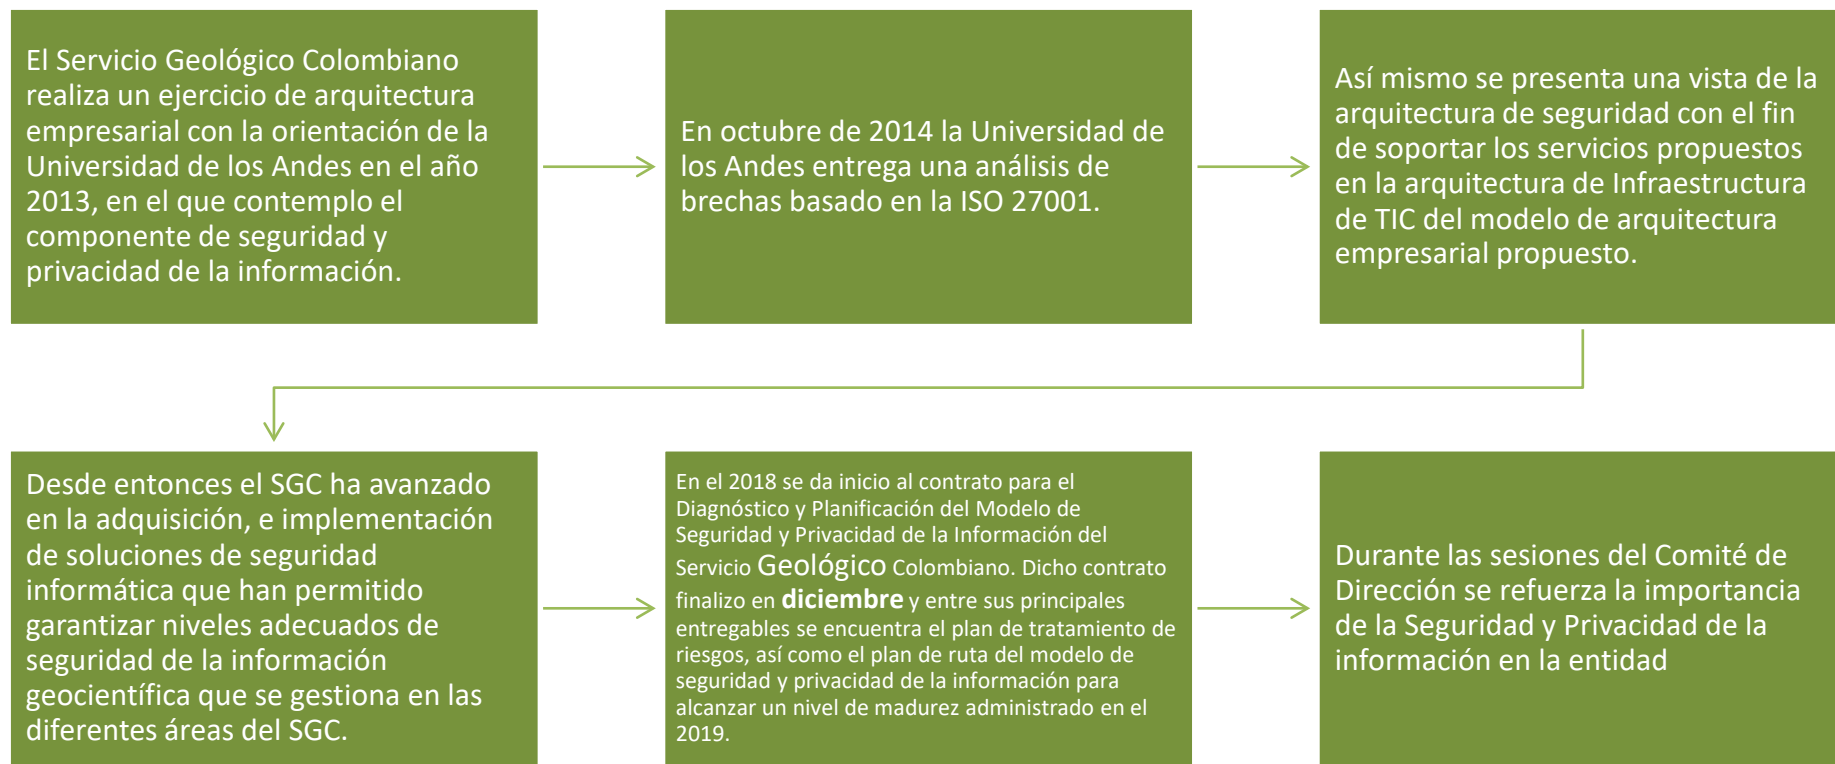 El Servicio Geológico Colombiano
realiza un ejercicio de arquitectura
empresarial con la orientación de la
Universidad de los Andes en el año
2013, en el que contemplo el
componente de seguridad y
privacidad de la información.
En octubre de 2014 la Universidad de
los Andes entrega una análisis de
brechas basado en la ISO 27001.
Así mismo se presenta una vista de la
arquitectura de seguridad con el fin
de soportar los servicios propuestos
en la arquitectura de Infraestructura
de TIC del modelo de arquitectura
empresarial propuesto.
Desde entonces el SGC ha avanzado
en la adquisición, e implementación
de soluciones de seguridad
informática que han permitido
garantizar niveles adecuados de
seguridad de la información
geocientífica que se gestiona en las
diferentes áreas del SGC.
En el 2018 se da inicio al contrato para el
Diagnóstico y Planificación del Modelo de
Seguridad y Privacidad de la Información del
Servicio Geológico Colombiano. Dicho contrato
finalizo en diciembre y entre sus principales
entregables se encuentra el plan de tratamiento de
riesgos, así como el plan de ruta del modelo de
seguridad y privacidad de la información para
alcanzar un nivel de madurez administrado en el
2019.
Durante las sesiones del Comité de
Dirección se refuerza la importancia
de la Seguridad y Privacidad de la
información en la entidad